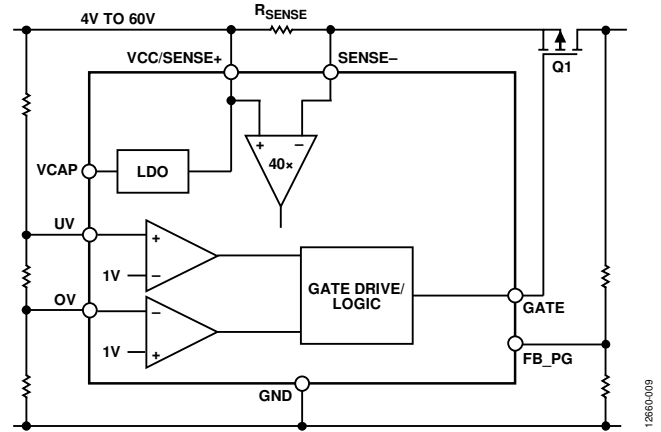 4V TO 60V
RSENSE
VCC/SENSE+
SENSE–
Q1
+ –
40×
VCAP
LDO
UV
+
1V
–
OV
–
1V
+
GATE DRIVE/
LOGIC
GATE
FB_PG
GND
12660-009